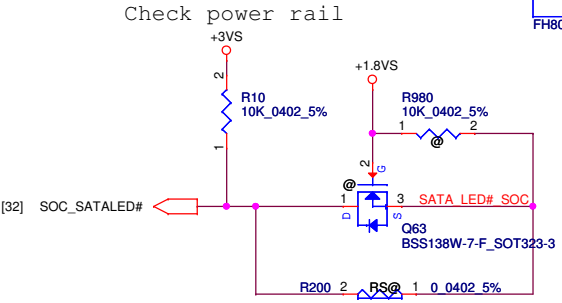 Check power rail
FH80
+3VS
+1.8VS
2
R10
10K_0402_5%
1
R980
10K_0402_5%
1
2
@
2
G
@
[32] SOC_SATALED#
1
D
3
S
SATA_LED#_SOC
Q63
BSS138W-7-F_SOT323-3
R200 2 RS@ 1 0_0402_5%